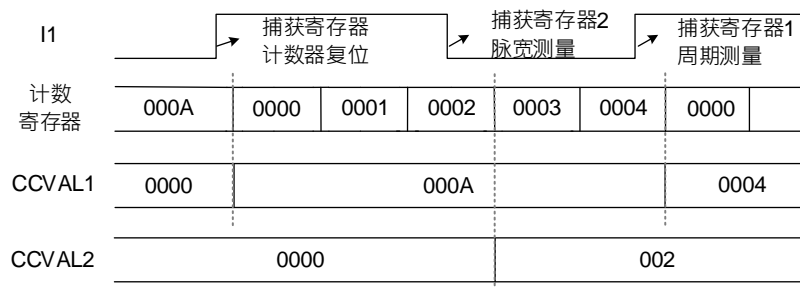 I1
捕获寄存器
计数器复位
捕获寄存器2
脉宽测量
捕获寄存器1
周期测量
计数
寄存器
000A 0000 0001 0002 0003 0004 0000
CCVAL1 0000 000A 0004
CCVAL2 0000 002